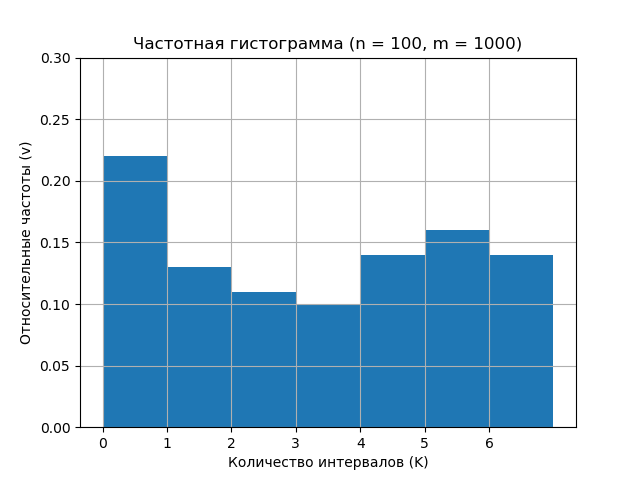 Частотная гистограмма (n = 100, m = 1000)
0.30
0.25
0.20
0.15
0.10
0.05
0.00
Относительные частоты (v)
0 1 2 3 4 5 6
Количество интервалов (K)